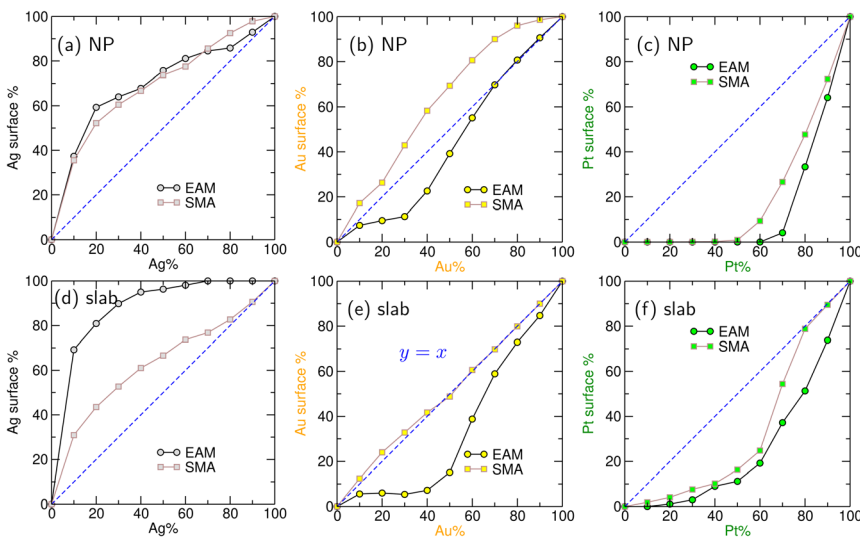 (a) NP
Ag surface %
100
80
60
40
20
0
EAM
SMA
0 20 40 60 80 100
Ag%
(b) NP
Au surface %
100
80
60
40
20
0
EAM
SMA
0 20 40 60 80 100
Au%
(c) NP
Pt surface %
100
80
60
40
20
0
EAM
SMA
0 20 40 60 80 100
Pt%
(d) slab
Ag surface %
100
80
60
40
20
0
EAM
SMA
0 20 40 60 80 100
Ag%
(e) slab
Au surface %
100
80
60
40
20
0
y = x
EAM
SMA
0 20 40 60 80 100
Au%
(f) slab
Pt surface %
100
80
60
40
20
0
EAM
SMA
0 20 40 60 80 100
Pt%